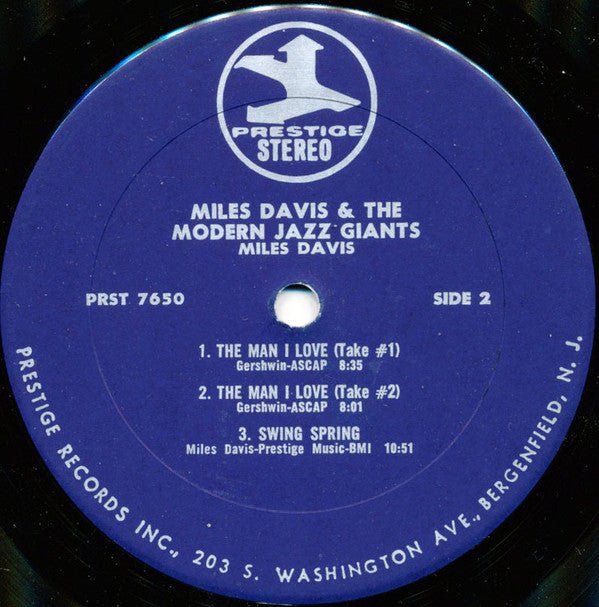 PRESTIGE
STEREO
MILES DAVIS & THE
MODERN JAZZ GIANTS
MILES DAVIS
PRST 7650
SIDE 2
1. THE MAN I LOVE (Take #1)
Gershwin-ASCAP 8:35
2. THE MAN I LOVE (Take #2)
Gershwin-ASCAP 8:01
3. SWING SPRING
Miles Davis-Prestige Music-BMI 10:51
PRESTIGE RECORDS INC., 203 S. WASHINGTON AVE., BERGENFIELD, N. J.